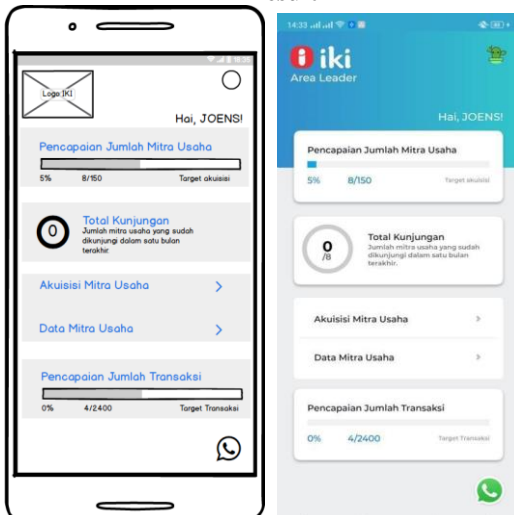 18:39
Logo IKI
Hai, JOENS!
Pencapaian Jumlah Mitra Usaha
5% 8/150 Target akuisisi
0
Total Kunjungan
Jumlah mitra usaha yang sudah
dikunjungi dalam satu bulan
terakhir.
Akuisisi Mitra Usaha >
Data Mitra Usaha >
Pencapaian Jumlah Transaksi
0% 4/2400 Target Transaksi
14:33
iki
Area Leader
Hai, JOENS!
Pencapaian Jumlah Mitra Usaha
5% 8/150 Target akuisisi
0
/8
Total Kunjungan
Jumlah mitra usaha yang sudah
dikunjungi dalam satu bulan
terakhir.
Akuisisi Mitra Usaha >
Data Mitra Usaha >
Pencapaian Jumlah Transaksi
0% 4/2400 Target Transaksi